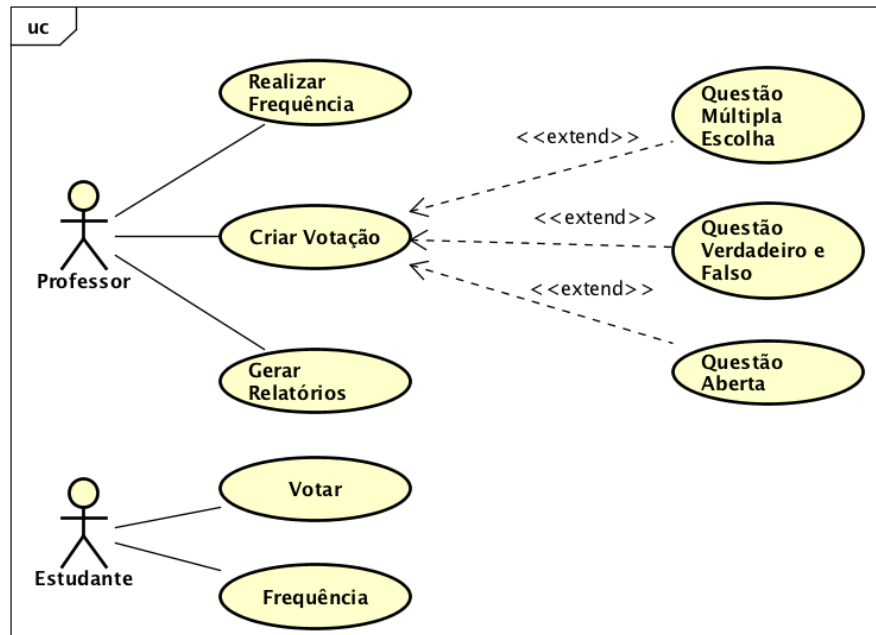 uc
Realizar
Frequência
Questão
Múltipla
Escolha
<<extend>>
Professor
Criar Votação
<<extend>>
Questão
Verdadeiro e
Falso
<<extend>>
Gerar
Relatórios
Questão
Aberta
Votar
Estudante
Frequência